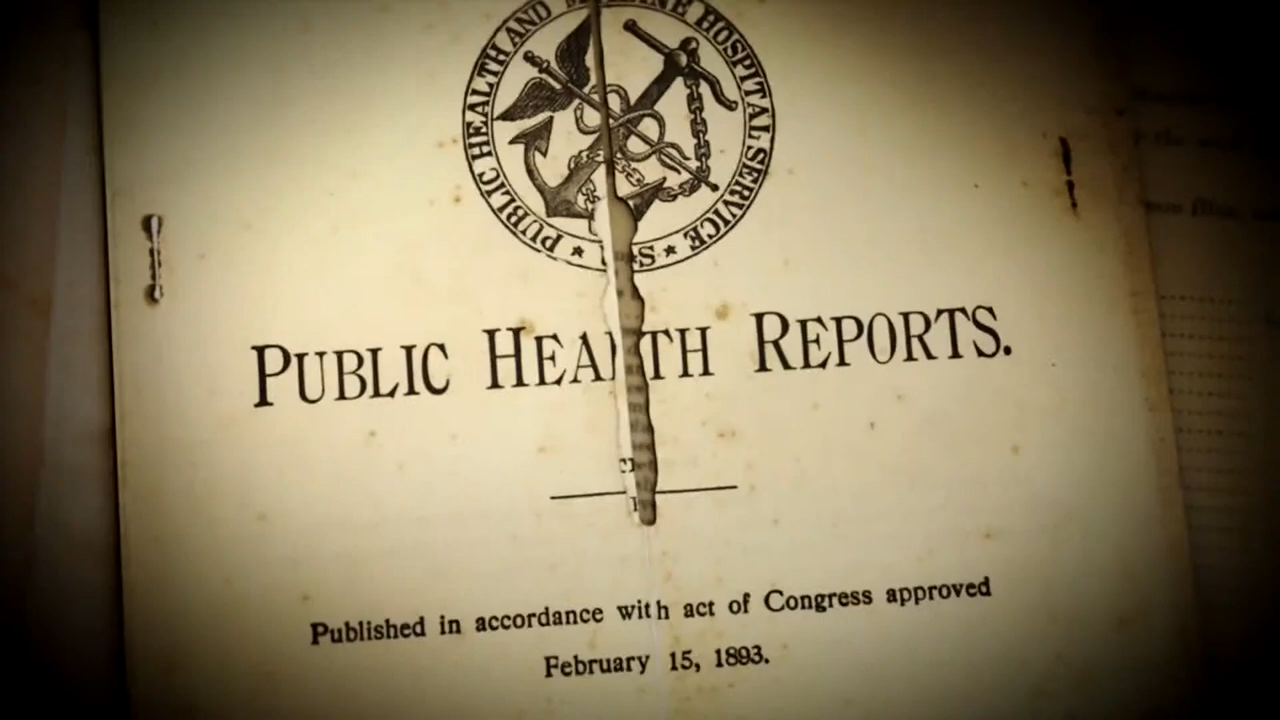 PUBLIC HEALTH AND MARINE HOSPITAL SERVICE
S
PUBLIC HEALTH REPORTS.
Published in accordance with act of Congress approved
February 15, 1893.